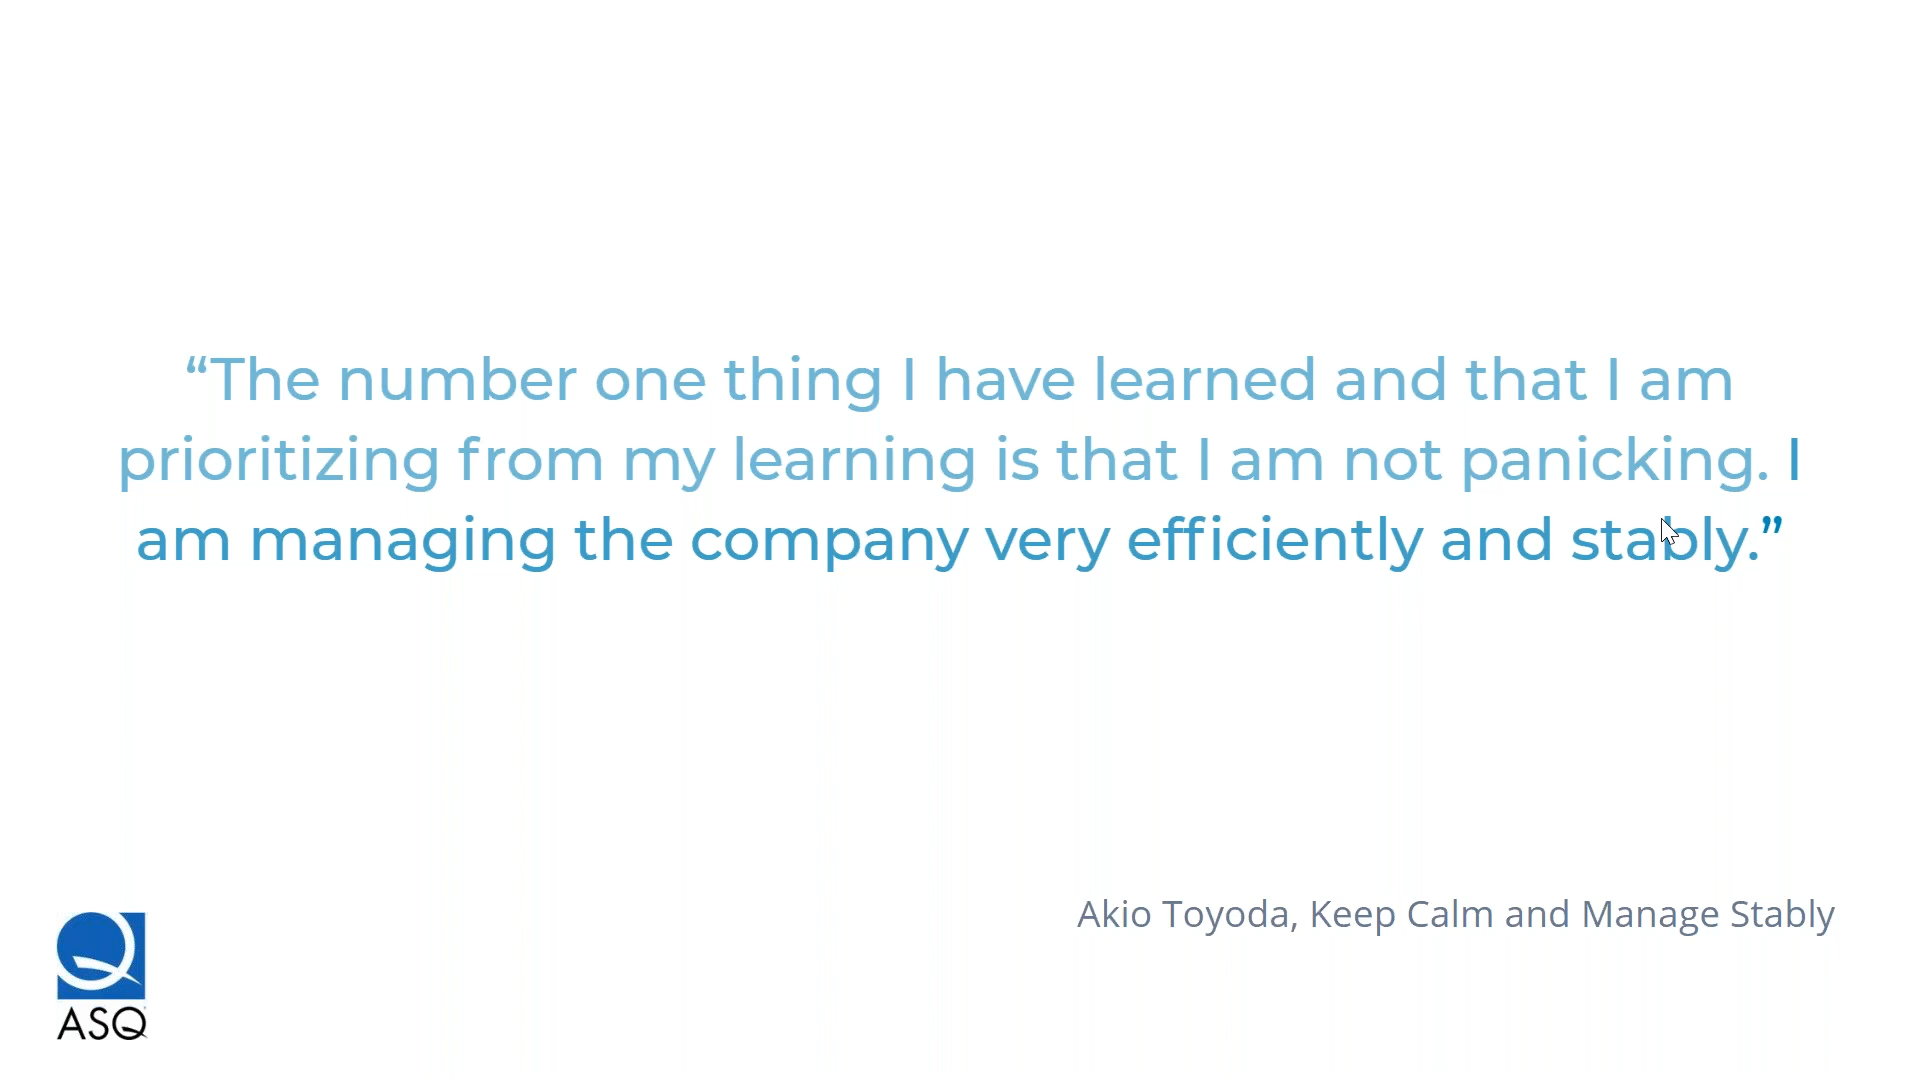 “The number one thing I have learned and that I am
prioritizing from my learning is that I am not panicking. I
am managing the company very efficiently and stably.”
Akio Toyoda, Keep Calm and Manage Stably
ASQ